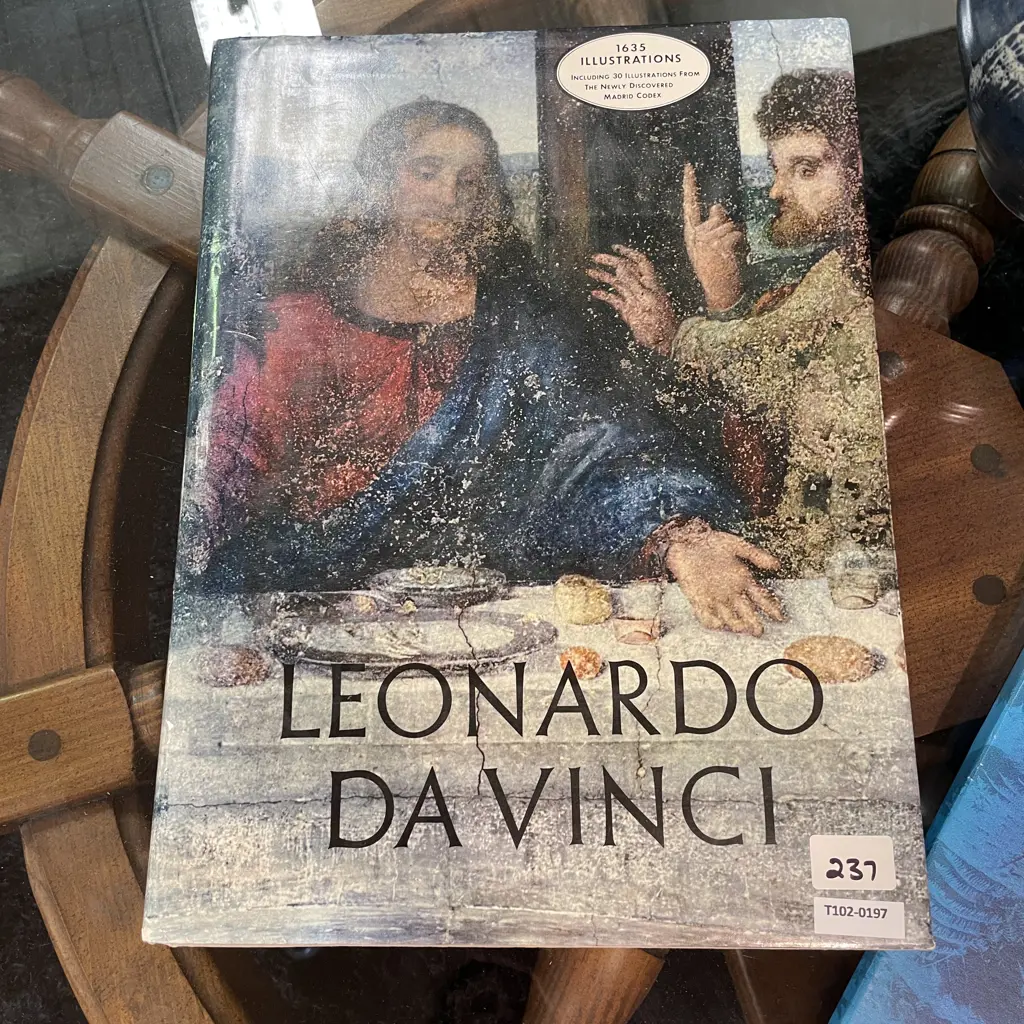 1635
ILLUSTRATIONS
INCLUDING 30 ILLUSTRATIONS FROM
THE NEWLY DISCOVERED
MADRID CODEX
LEONARDO
DA VINCI
237
T102-0197